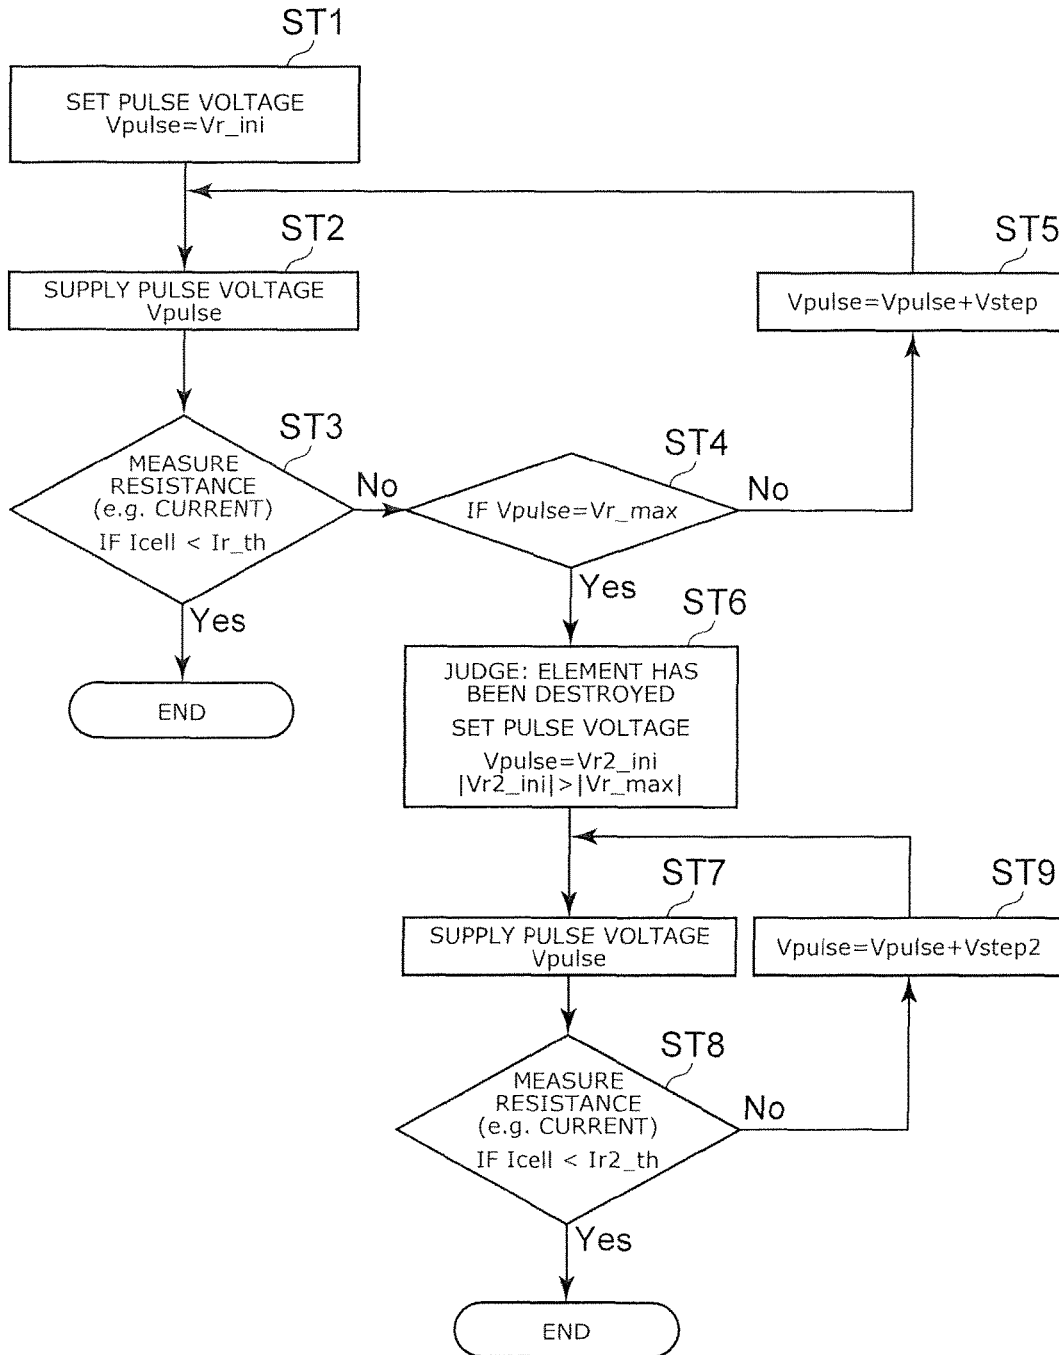 ST1
SET PULSE VOLTAGE
Vpulse=Vr_ini
ST2
SUPPLY PULSE VOLTAGE
Vpulse
ST5
Vpulse=Vpulse+Vstep
ST3
MEASURE
RESISTANCE
(e.g. CURRENT)
IF Icell < Ir_th
No
Yes
END
ST4
IF Vpulse=Vr_max
No
Yes
ST6
JUDGE: ELEMENT HAS
BEEN DESTROYED
SET PULSE VOLTAGE
Vpulse=Vr2_ini
|Vr2_ini|>|Vr_max|
ST7
SUPPLY PULSE VOLTAGE
Vpulse
ST9
Vpulse=Vpulse+Vstep2
ST8
MEASURE
RESISTANCE
(e.g. CURRENT)
IF Icell < Ir2_th
No
Yes
END